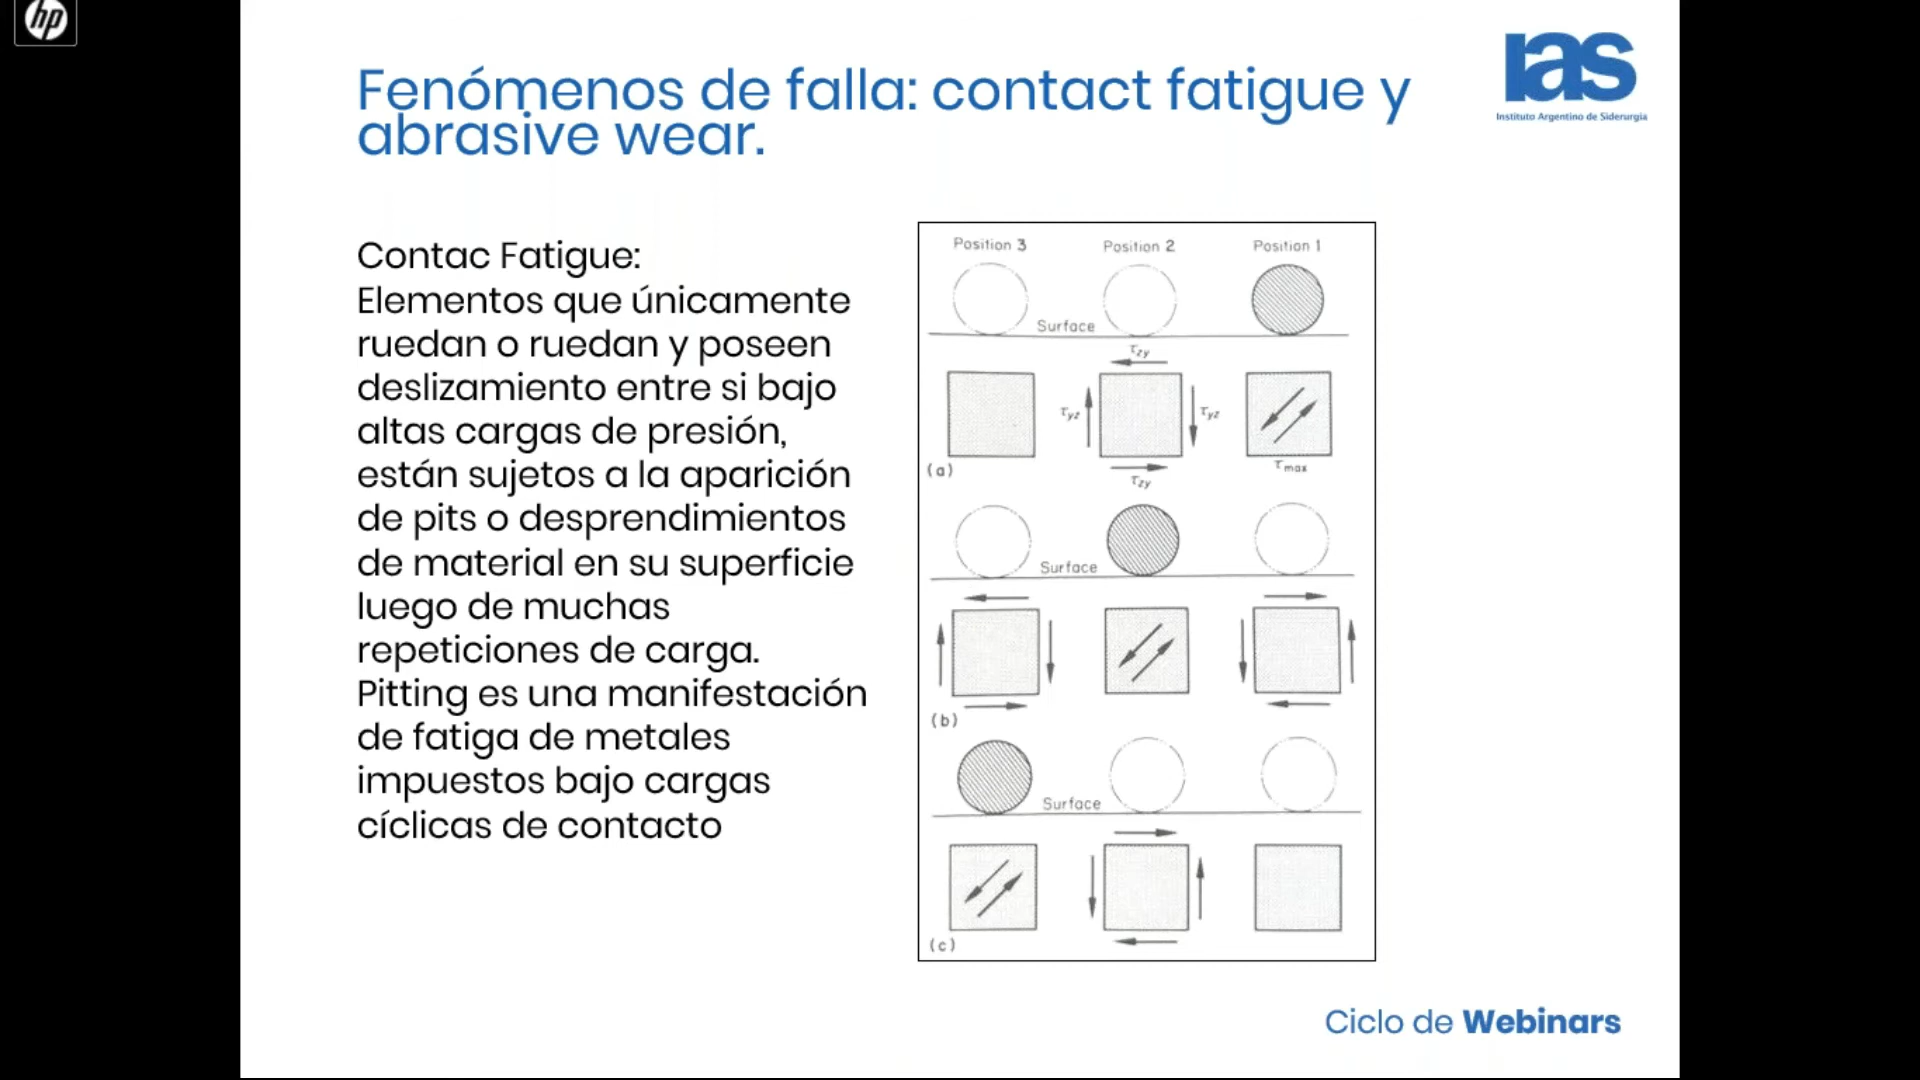 hp
Fenómenos de falla: contact fatigue y
abrasive wear.
ias
Instituto Argentino de Siderurgia
Contac Fatigue:
Elementos que únicamente
ruedan o ruedan y poseen
deslizamiento entre si bajo
altas cargas de presión,
están sujetos a la aparición
de pits o desprendimientos
de material en su superficie
luego de muchas
repeticiones de carga.
Pitting es una manifestación
de fatiga de metales
impuestos bajo cargas
cíclicas de contacto
Position 3 Position 2 Position 1
Surface
τzy
τyz τyz
τmax
(a)
τzy
Surface
(b)
Surface
(c)
Ciclo de Webinars